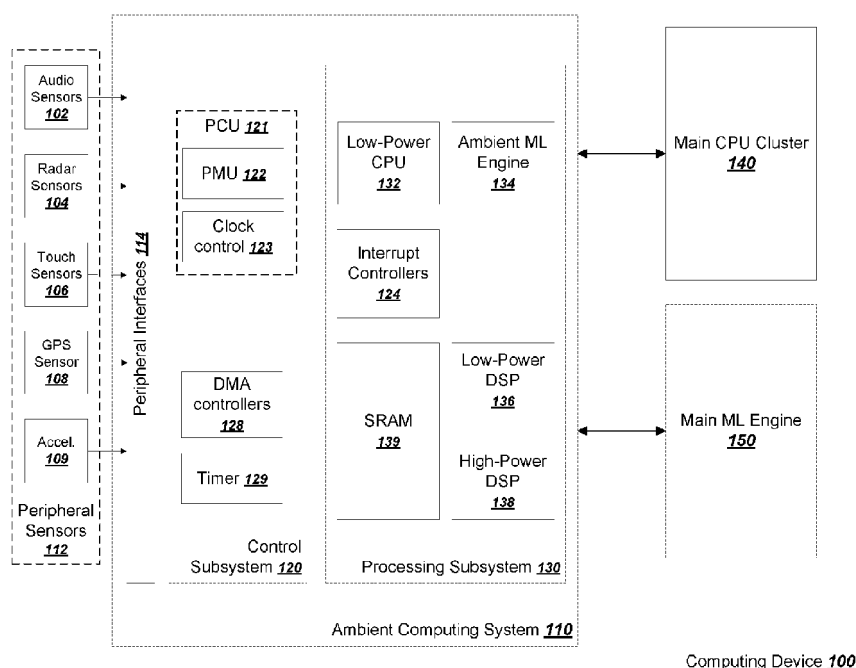 Audio
Sensors
102
Radar
Sensors
104
Touch
Sensors
106
GPS
Sensor
108
Accel.
109
Peripheral
Sensors
112
Peripheral Interfaces 114
PCU 121
PMU 122
Clock
control 123
DMA
controllers
128
Timer 129
Control
Subsystem 120
Low-Power
CPU
132
Ambient ML
Engine
134
Interrupt
Controllers
124
SRAM
139
Low-Power
DSP
136
High-Power
DSP
138
Processing Subsystem 130
Ambient Computing System 110
Main CPU Cluster
140
Main ML Engine
150
Computing Device 100